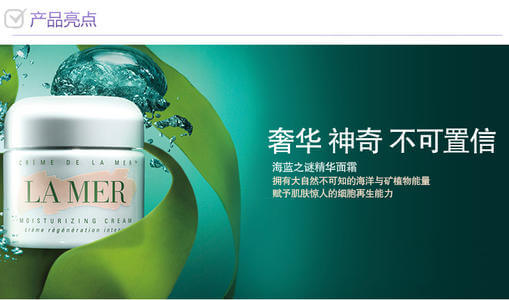 产品亮点
奢华 神奇 不可置信
海蓝之谜精华面霜
拥有大自然不可知的海洋与矿植物能量
赋予肌肤惊人的细胞再生能力
CRÈME DE LA MER
LA MER
MOISTURIZING CREAM
crème régénération intense